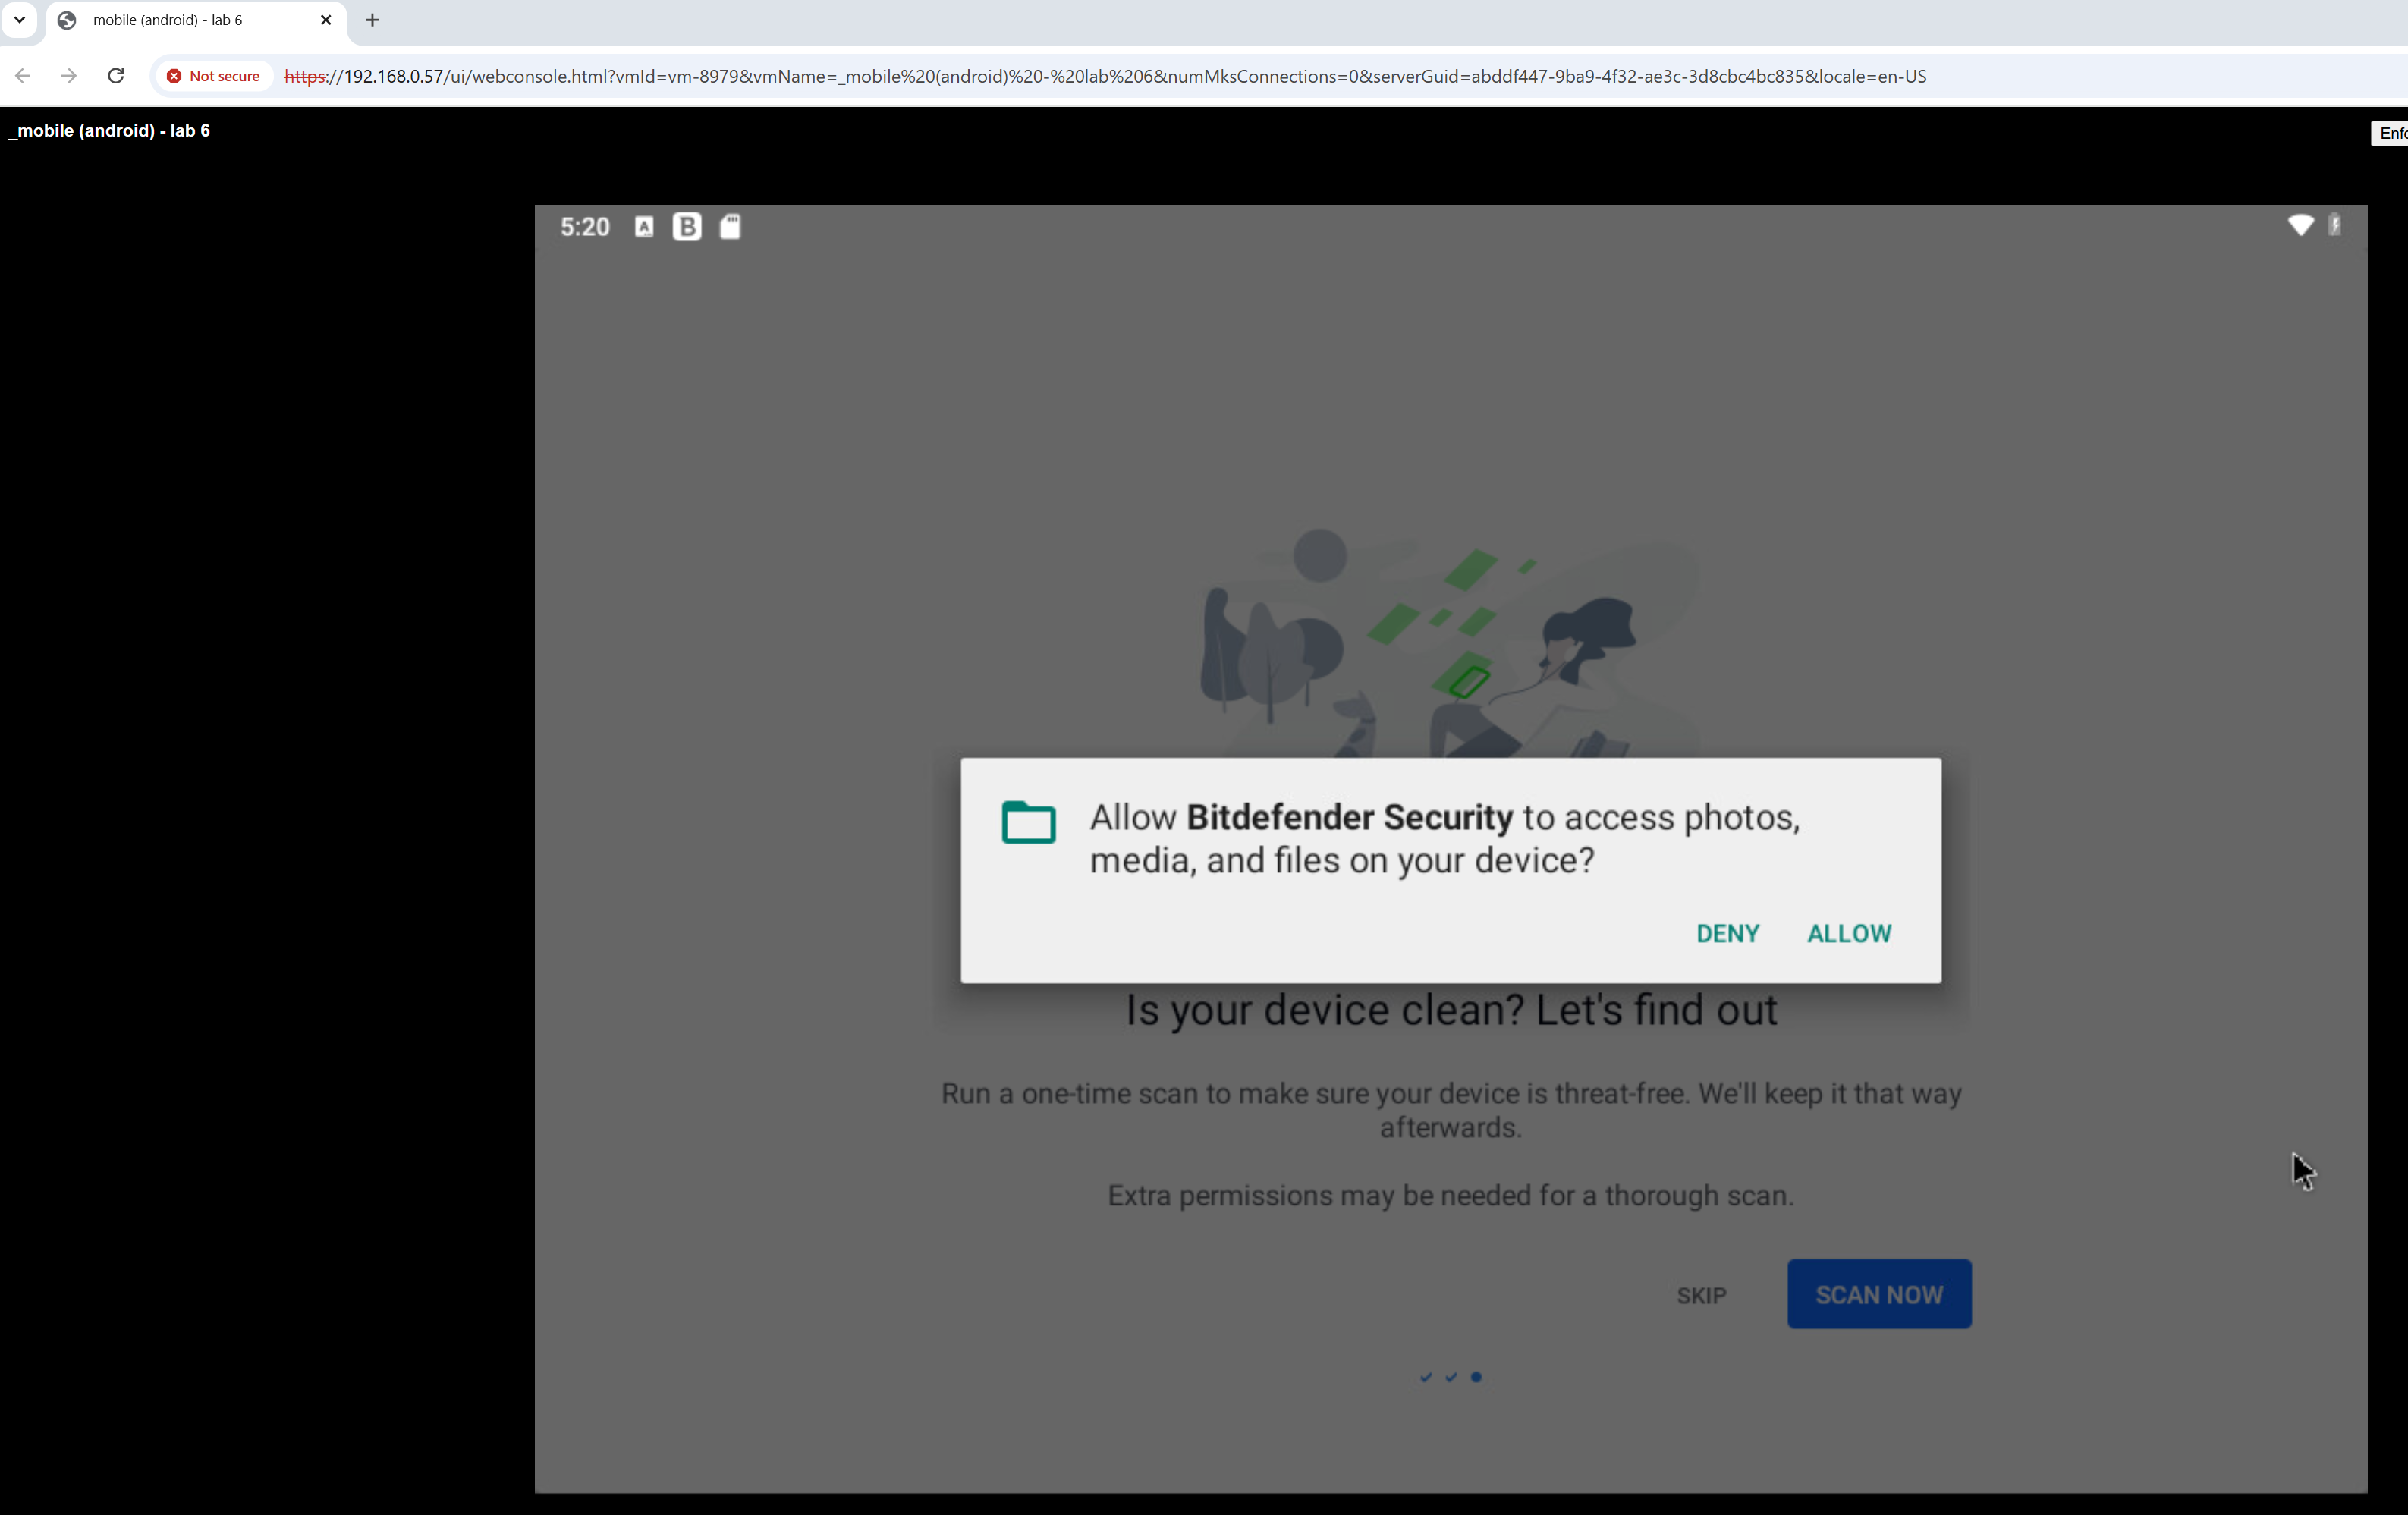 _mobile (android) - lab 6
Not secure
https://192.168.0.57/ui/webconsole.html?vmId=vm-8979&vmName=_mobile%20(android)%20-%20lab%206&numMksConnections=0&serverGuid=abddf447-9ba9-4f32-ae3c-3d8cbc4bc835&locale=en-US
_mobile (android) - lab 6
Enfo
5:20 A B
Allow Bitdefender Security to access photos,
media, and files on your device?
DENY ALLOW
Is your device clean? Let's find out
Run a one-time scan to make sure your device is threat-free. We'll keep it that way
afterwards.
Extra permissions may be needed for a thorough scan.
SKIP SCAN NOW